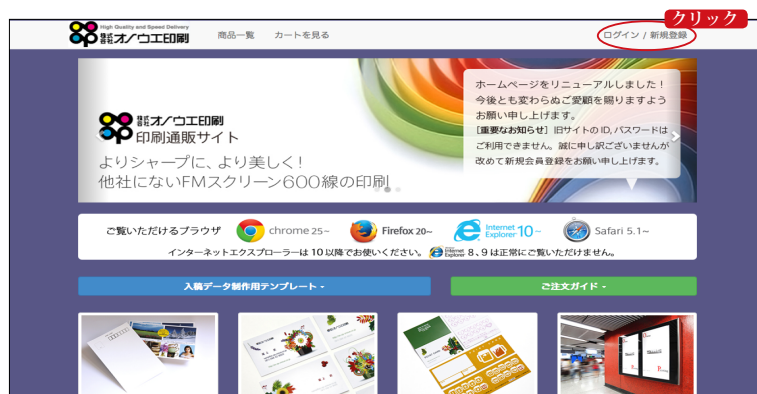 クリック
High Quality and Speed Delivery
株式会社オノウエ印刷
商品一覧 カートを見る ログイン / 新規登録
株式会社オノウエ印刷
印刷通販サイト
よりシャープに、より美しく!
他社にないFMスクリーン600線の印刷
ホームページをリニューアルしました!
今後とも変わらぬご愛顧を賜りますよう
お願い申し上げます。
[重要なお知らせ] 旧サイトの ID, パスワードは
ご利用できません。誠に申し訳ございませんが
改めて新規会員登録をお願い申し上げます。
ご覧いただけるブラウザ chrome 25~ Firefox 20~ Internet Explorer 10~ Safari 5.1~
インターネットエクスプローラーは 10 以降でお使いください。 Internet Explorer 8、9 は正常にご覧いただけません。
入稿データ制作用テンプレート
ご注文ガイド